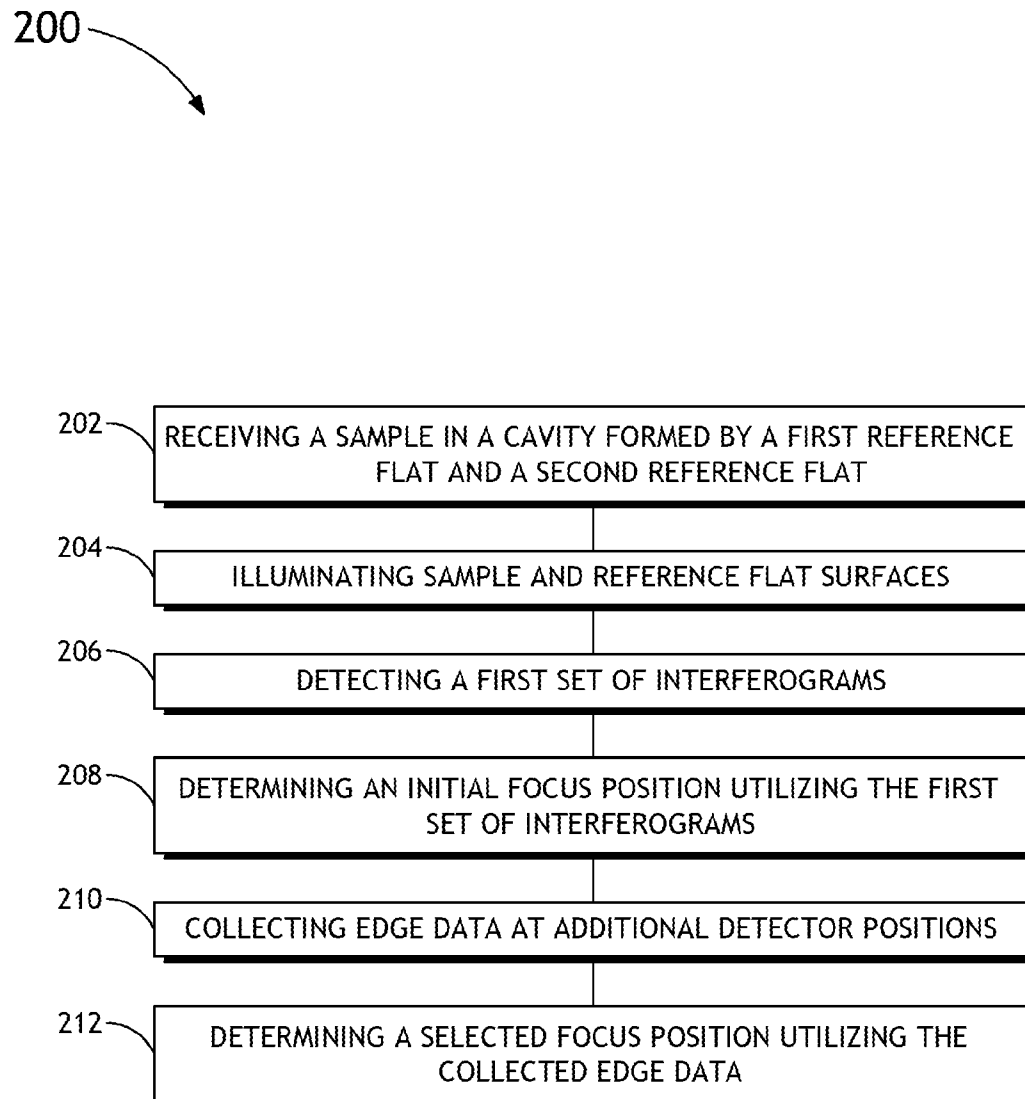 200
202
RECEIVING A SAMPLE IN A CAVITY FORMED BY A FIRST REFERENCE
FLAT AND A SECOND REFERENCE FLAT
204
ILLUMINATING SAMPLE AND REFERENCE FLAT SURFACES
206
DETECTING A FIRST SET OF INTERFEROGRAMS
208
DETERMINING AN INITIAL FOCUS POSITION UTILIZING THE FIRST
SET OF INTERFEROGRAMS
210
COLLECTING EDGE DATA AT ADDITIONAL DETECTOR POSITIONS
212
DETERMINING A SELECTED FOCUS POSITION UTILIZING THE
COLLECTED EDGE DATA